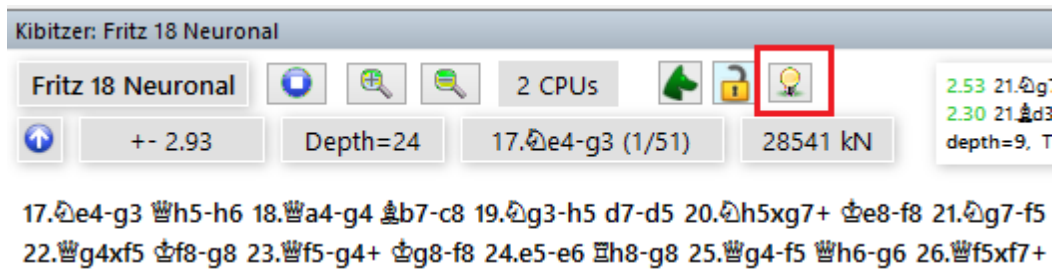 Kibitzer: Fritz 18 Neuronal
Fritz 18 Neuronal 2 CPUs
+- 2.93 Depth=24 17.♘e4-g3 (1/51) 28541 kN
2.53 21.♘g7
2.30 21.♗d3
depth=9, T
17.♘e4-g3 ♕h5-h6 18.♕a4-g4 ♗b7-c8 19.♘g3-h5 d7-d5 20.♘h5xg7+ ♔e8-f8 21.♘g7-f5
22.♕g4xf5 ♔f8-g8 23.♕f5-g4+ ♔g8-f8 24.e5-e6 ♖h8-g8 25.♕g4-f5 ♕h6-g6 26.♕f5xf7+